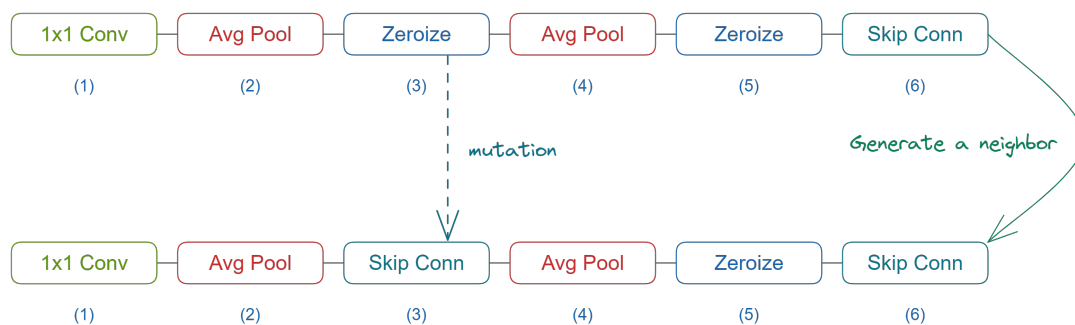 1x1 Conv Avg Pool Zeroize Avg Pool Zeroize Skip Conn
(1) (2) (3) (4) (5) (6)
mutation
Generate a neighbor
1x1 Conv Avg Pool Skip Conn Avg Pool Zeroize Skip Conn
(1) (2) (3) (4) (5) (6)